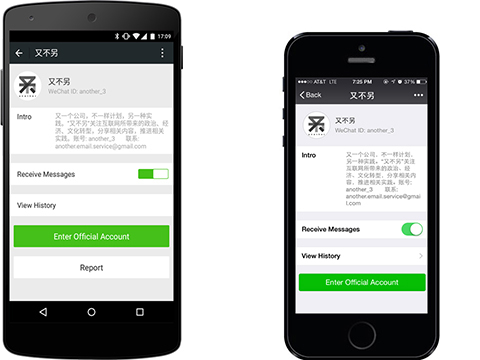 17:09
又不另
又不另
WeChat ID: another_3
Intro
又一个公司，不一样计划，另一种实
践。“又不另”关注互联网所带来的政治、经
济、文化转型，分享相关内容，推进相关
实践。账号: another_3 联系:
another.email.service@gmail.com
Receive Messages
View History
Enter Official Account
Report
AT&T LTE 7:25 PM 37%
Back 又不另
又不另
WeChat ID: another_3
Intro
又一个公司，不一样计划，
另一种实践。“又不另”关注
互联网所带来的政治、经
济、文化转型，分享相关内
容，推进相关实践。账号:
another_3 联系:
another.email.service@gmai
l.com
Receive Messages
View History
Enter Official Account